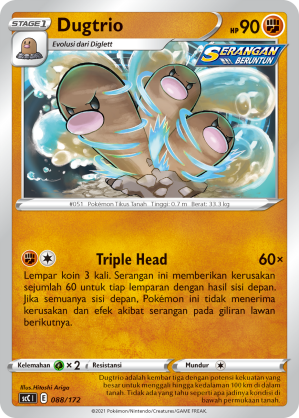 STAGE 1
Dugtrio
HP 90
Evolusi dari Diglett
SERANGAN
BERUNTUN
#051 Pokémon Tikus Tanah Tinggi: 0.7 m Berat: 33.3 kg
Triple Head 60×
Lempar koin 3 kali. Serangan ini memberikan kerusakan
sejumlah 60 untuk tiap lemparan dengan hasil sisi depan.
Jika semuanya sisi depan, Pokémon ini tidak menerima
kerusakan dan efek akibat serangan pada giliran lawan
berikutnya.
Kelemahan × 2 Resistansi Mundur
Illus. Hitoshi Ariga
sC1 I E 088/172
Dugtrio adalah kembar tiga dengan potensi kekuatan yang
besar untuk menggali hingga kedalaman 100 km di dalam
tanah. Tidak ada yang tahu seperti apa jadinya kondisi di
bawah permukaan tanah.
©2021 Pokémon/Nintendo/Creatures/GAME FREAK